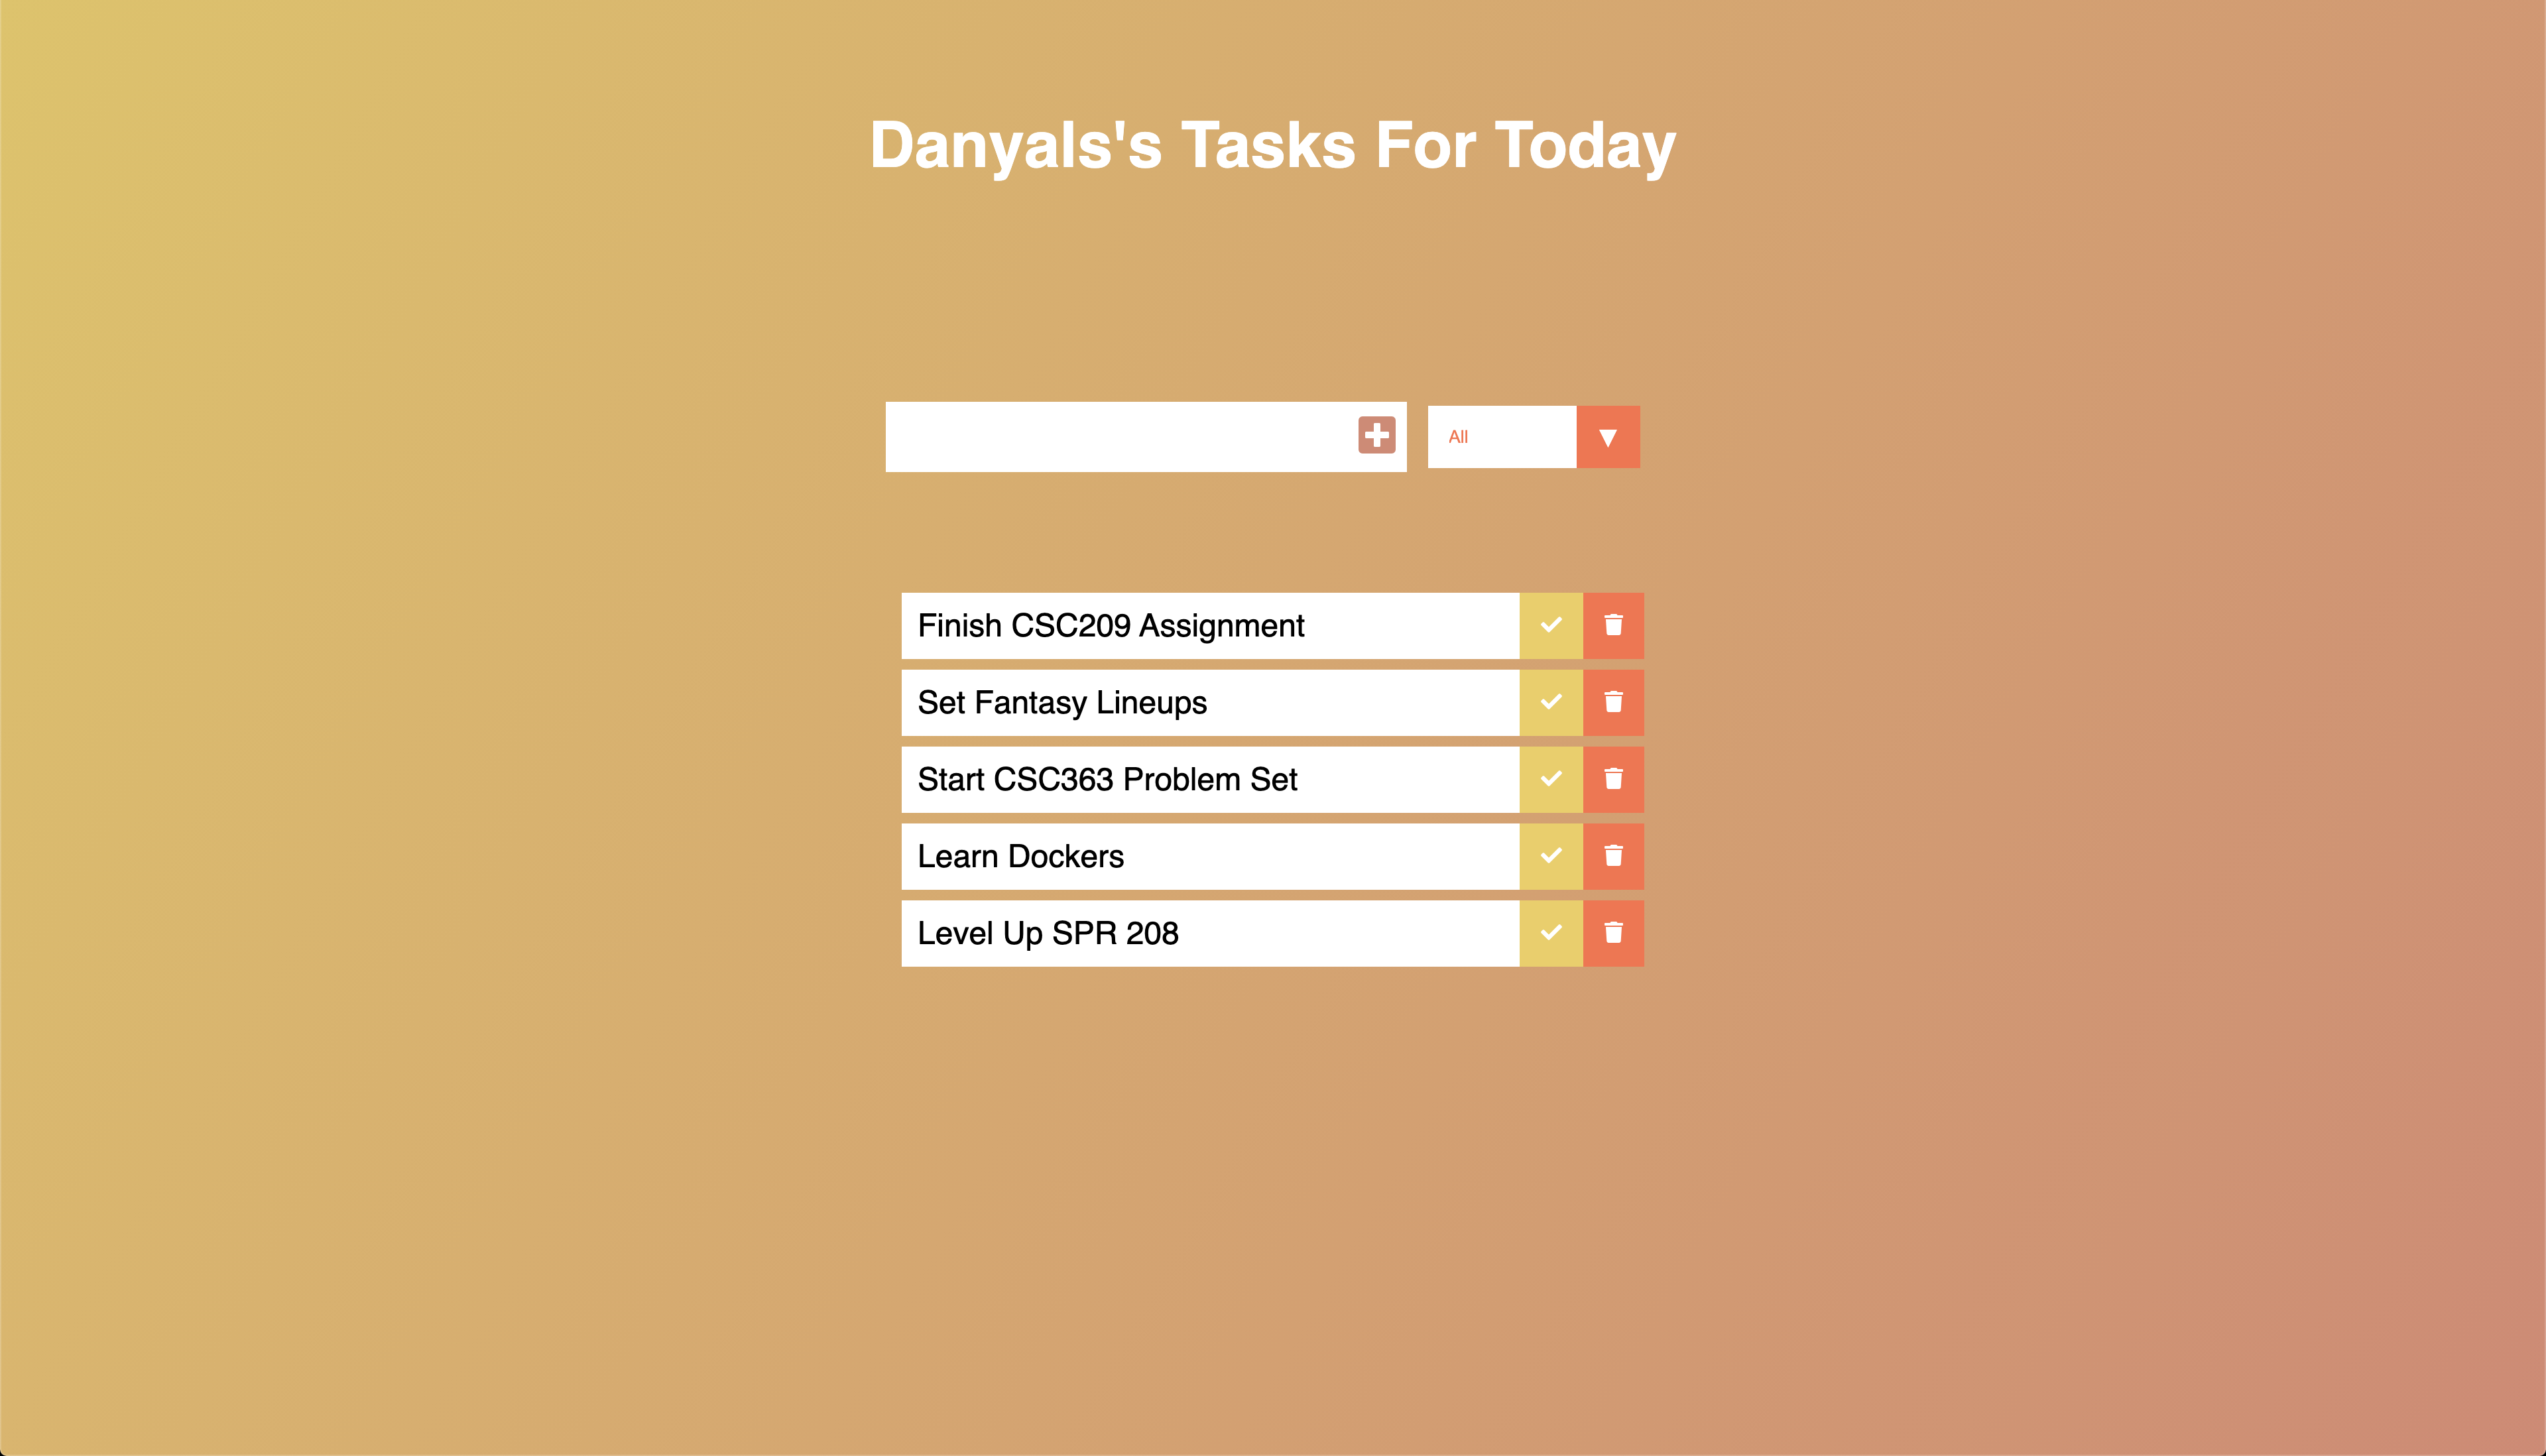 Danyals's Tasks For Today
All
Finish CSC209 Assignment
Set Fantasy Lineups
Start CSC363 Problem Set
Learn Dockers
Level Up SPR 208